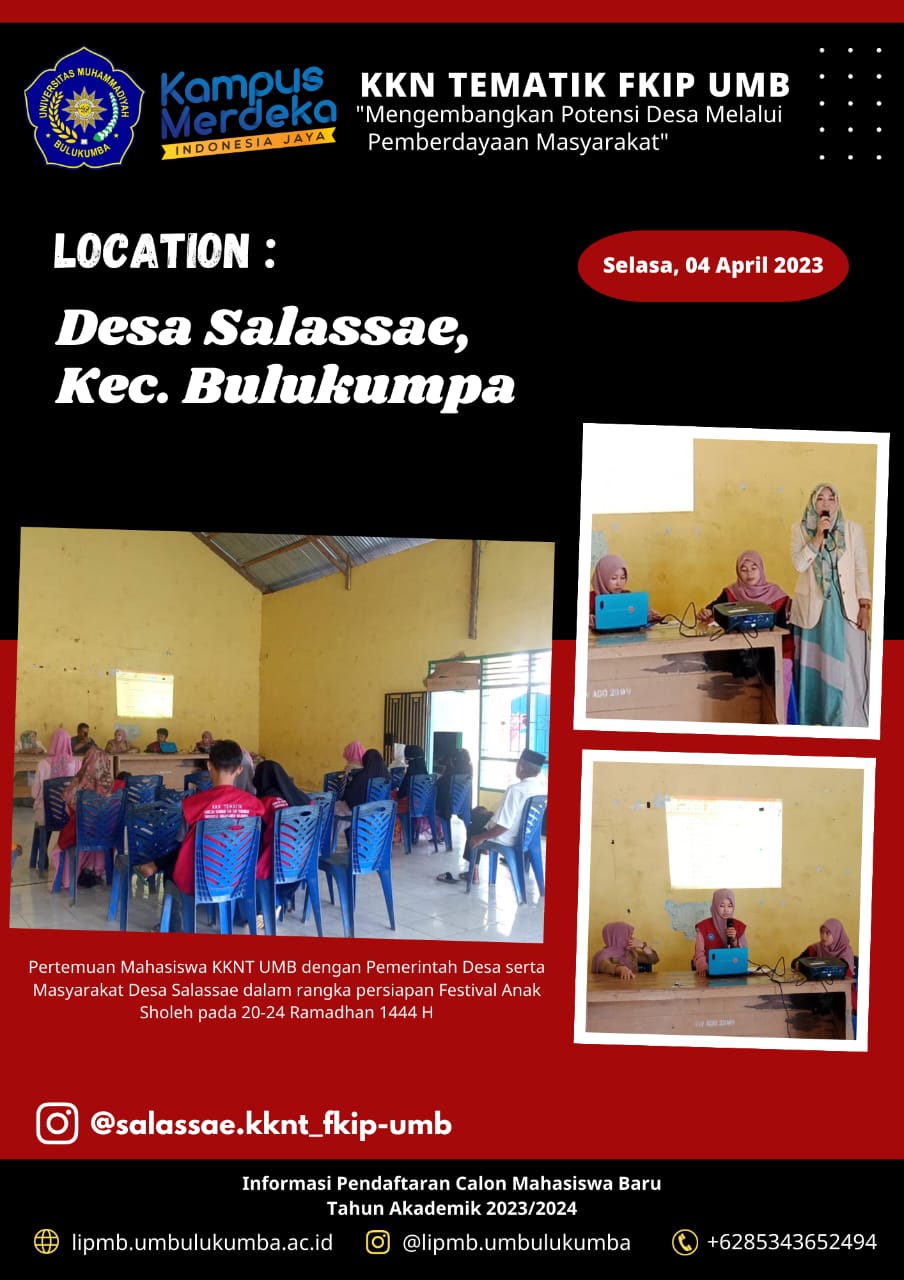 UNIVERSITAS MUHAMMADIYAH
BULUKUMBA
Kampus
Merdeka
INDONESIA JAYA
KKN TEMATIK FKIP UMB
"Mengembangkan Potensi Desa Melalui
Pemberdayaan Masyarakat"
LOCATION :
Selasa, 04 April 2023
Desa Salassae,
Kec. Bulukumpa
KKN TEMATIK
Pertemuan Mahasiswa KKNT UMB dengan Pemerintah Desa serta
Masyarakat Desa Salassae dalam rangka persiapan Festival Anak
Sholeh pada 20-24 Ramadhan 1444 H
@salassae.kknt_fkip-umb
Informasi Pendaftaran Calon Mahasiswa Baru
Tahun Akademik 2023/2024
lipmb.umbulukumba.ac.id
@lipmb.umbulukumba
+6285343652494